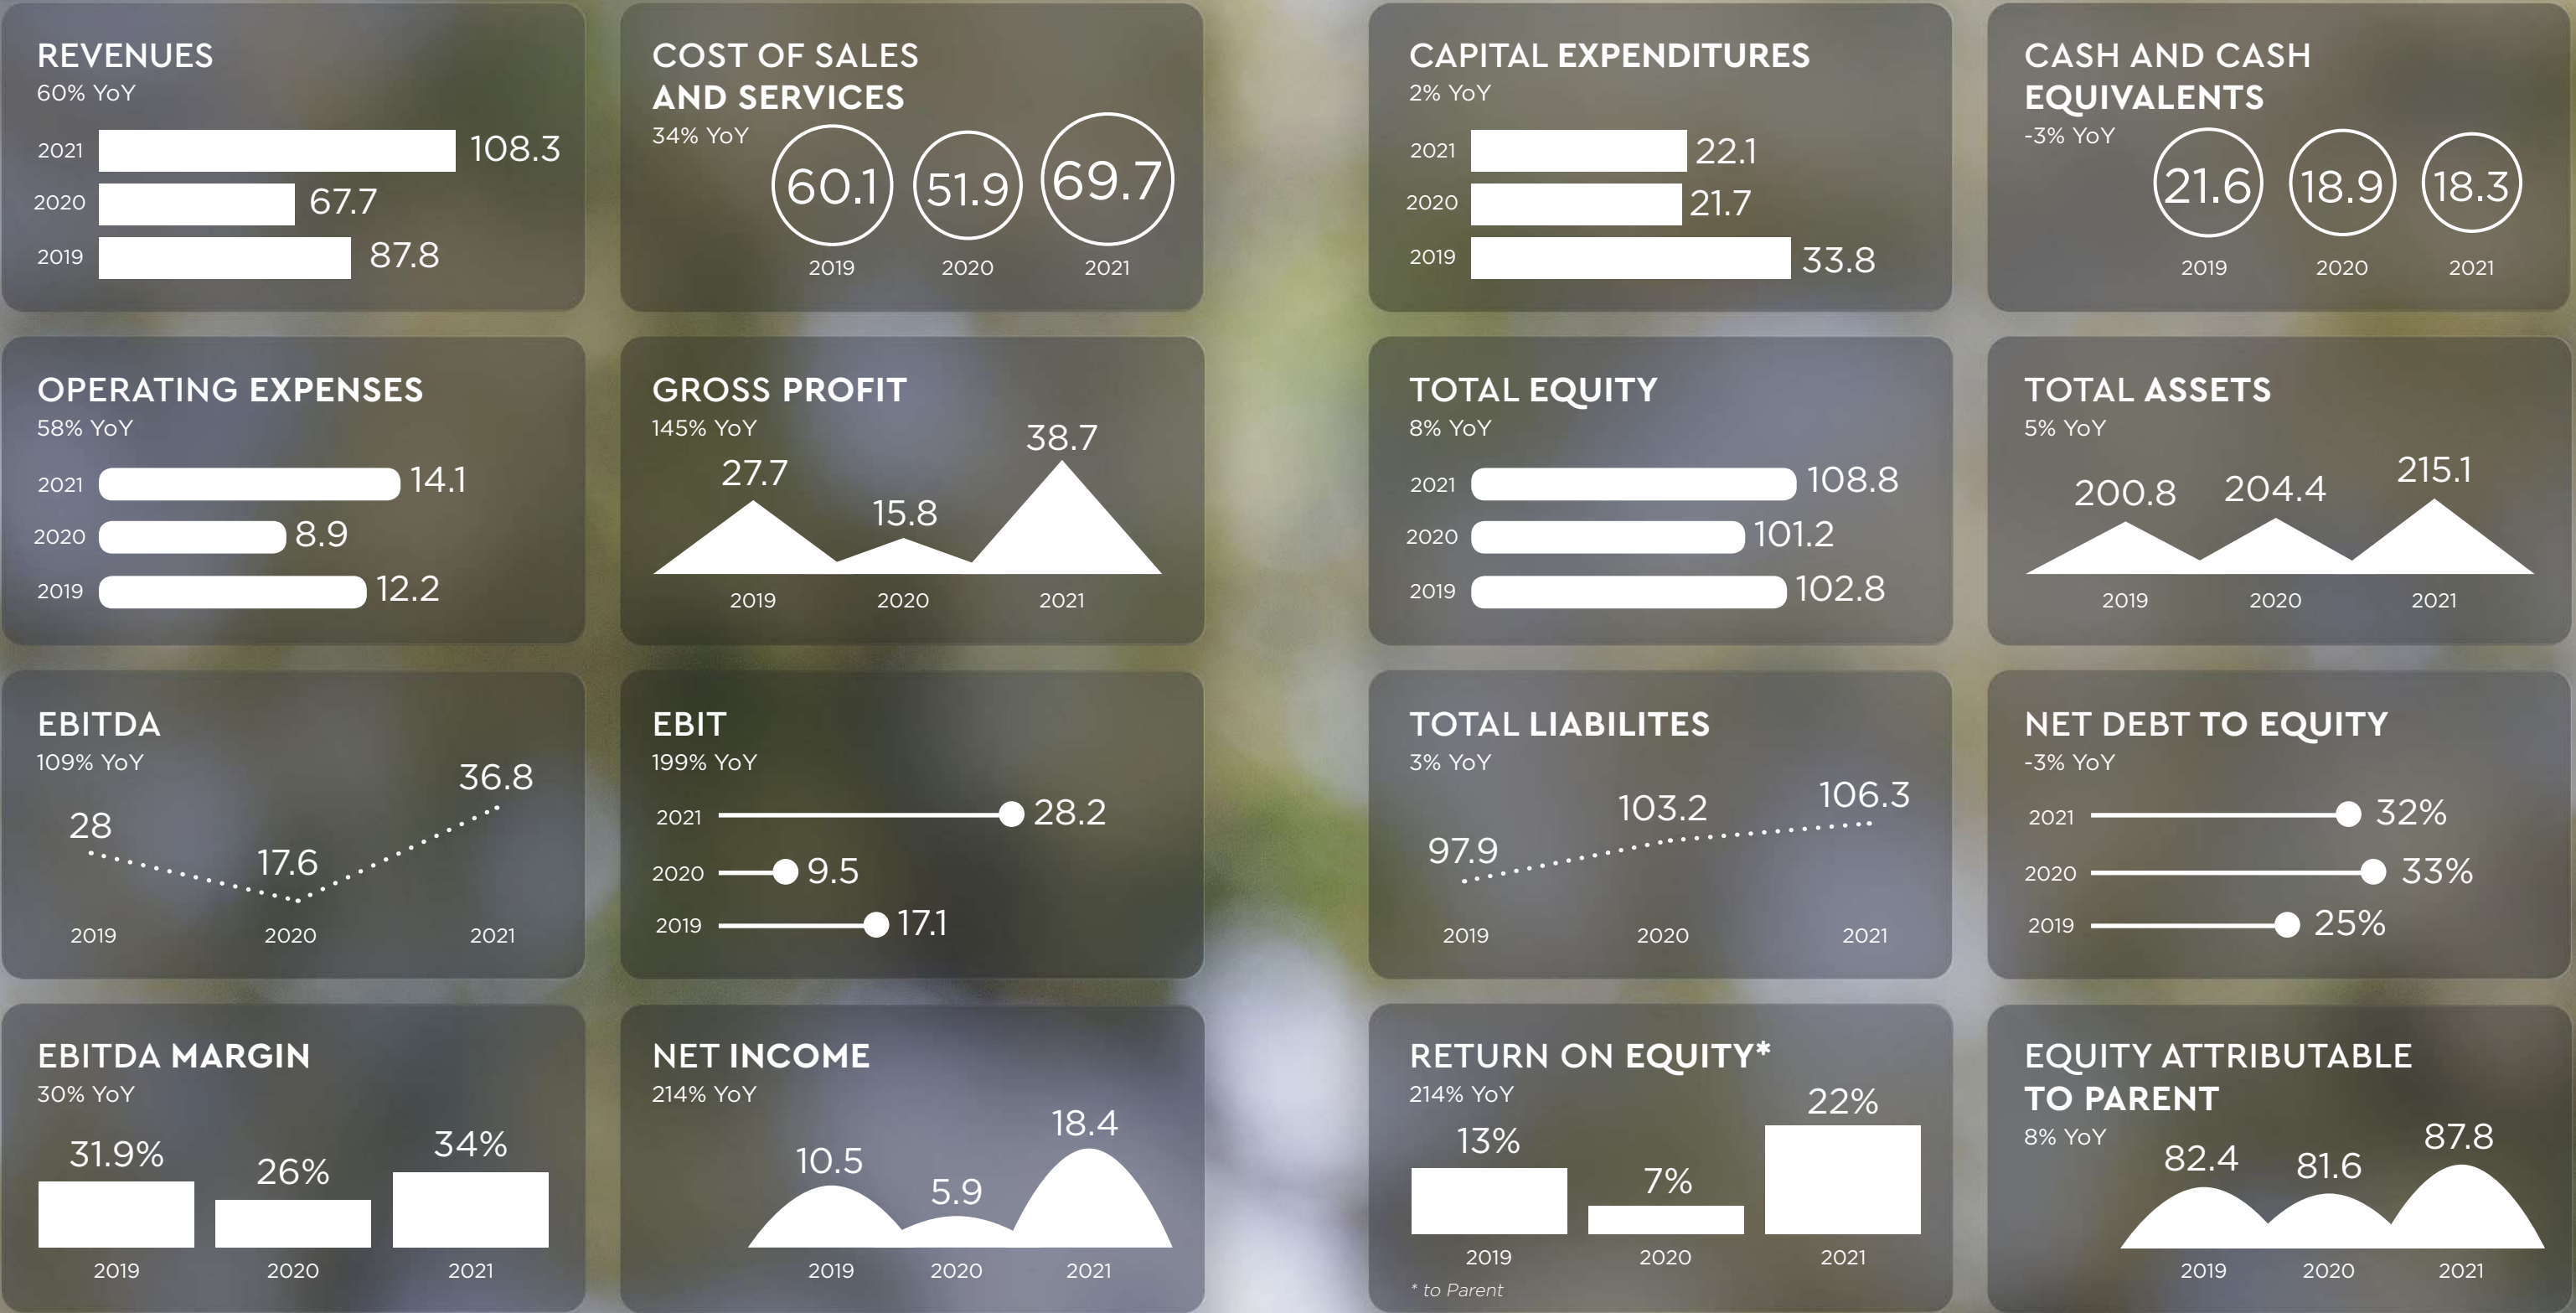 REVENUES
60% YoY
2021 108.3
2020 67.7
2019 87.8
COST OF SALES
AND SERVICES
34% YoY
60.1 51.9 69.7
2019 2020 2021
CAPITAL EXPENDITURES
2% YoY
2021 22.1
2020 21.7
2019 33.8
CASH AND CASH
EQUIVALENTS
-3% YoY
21.6 18.9 18.3
2019 2020 2021
OPERATING EXPENSES
58% YoY
2021 14.1
2020 8.9
2019 12.2
GROSS PROFIT
145% YoY
27.7 15.8 38.7
2019 2020 2021
TOTAL EQUITY
8% YoY
2021 108.8
2020 101.2
2019 102.8
TOTAL ASSETS
5% YoY
200.8 204.4 215.1
2019 2020 2021
EBITDA
109% YoY
28 17.6 36.8
2019 2020 2021
EBIT
199% YoY
2021 28.2
2020 9.5
2019 17.1
TOTAL LIABILITES
3% YoY
97.9 103.2 106.3
2019 2020 2021
NET DEBT TO EQUITY
-3% YoY
2021 32%
2020 33%
2019 25%
EBITDA MARGIN
30% YoY
31.9% 26% 34%
2019 2020 2021
NET INCOME
214% YoY
10.5 5.9 18.4
2019 2020 2021
RETURN ON EQUITY*
214% YoY
13% 7% 22%
2019 2020 2021
* to Parent
EQUITY ATTRIBUTABLE
TO PARENT
8% YoY
82.4 81.6 87.8
2019 2020 2021